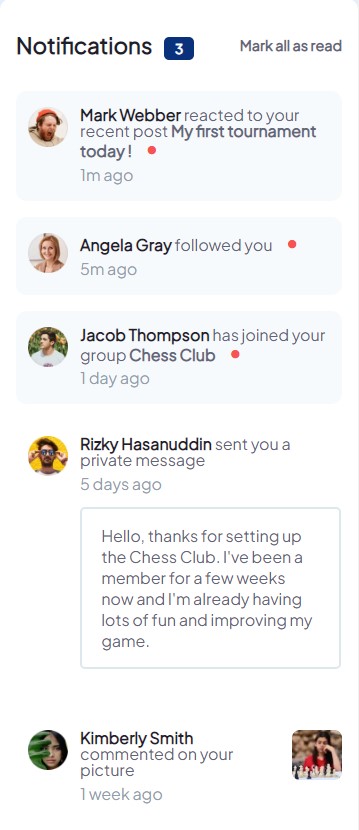 Notifications 3 Mark all as read
Mark Webber reacted to your
recent post My first tournament
today !
1m ago
Angela Gray followed you
5m ago
Jacob Thompson has joined your
group Chess Club
1 day ago
Rizky Hasanuddin sent you a
private message
5 days ago
Hello, thanks for setting up
the Chess Club. I've been a
member for a few weeks
now and I'm already having
lots of fun and improving my
game.
Kimberly Smith
commented on your
picture
1 week ago